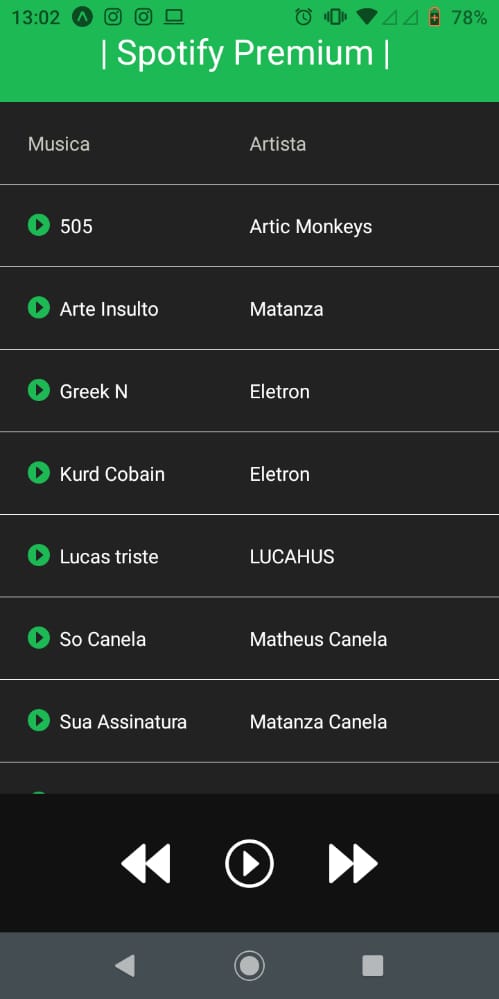 13:02 78%
| Spotify Premium |
Musica Artista
505 Artic Monkeys
Arte Insulto Matanza
Greek N Eletron
Kurd Cobain Eletron
Lucas triste LUCAHUS
So Canela Matheus Canela
Sua Assinatura Matanza Canela